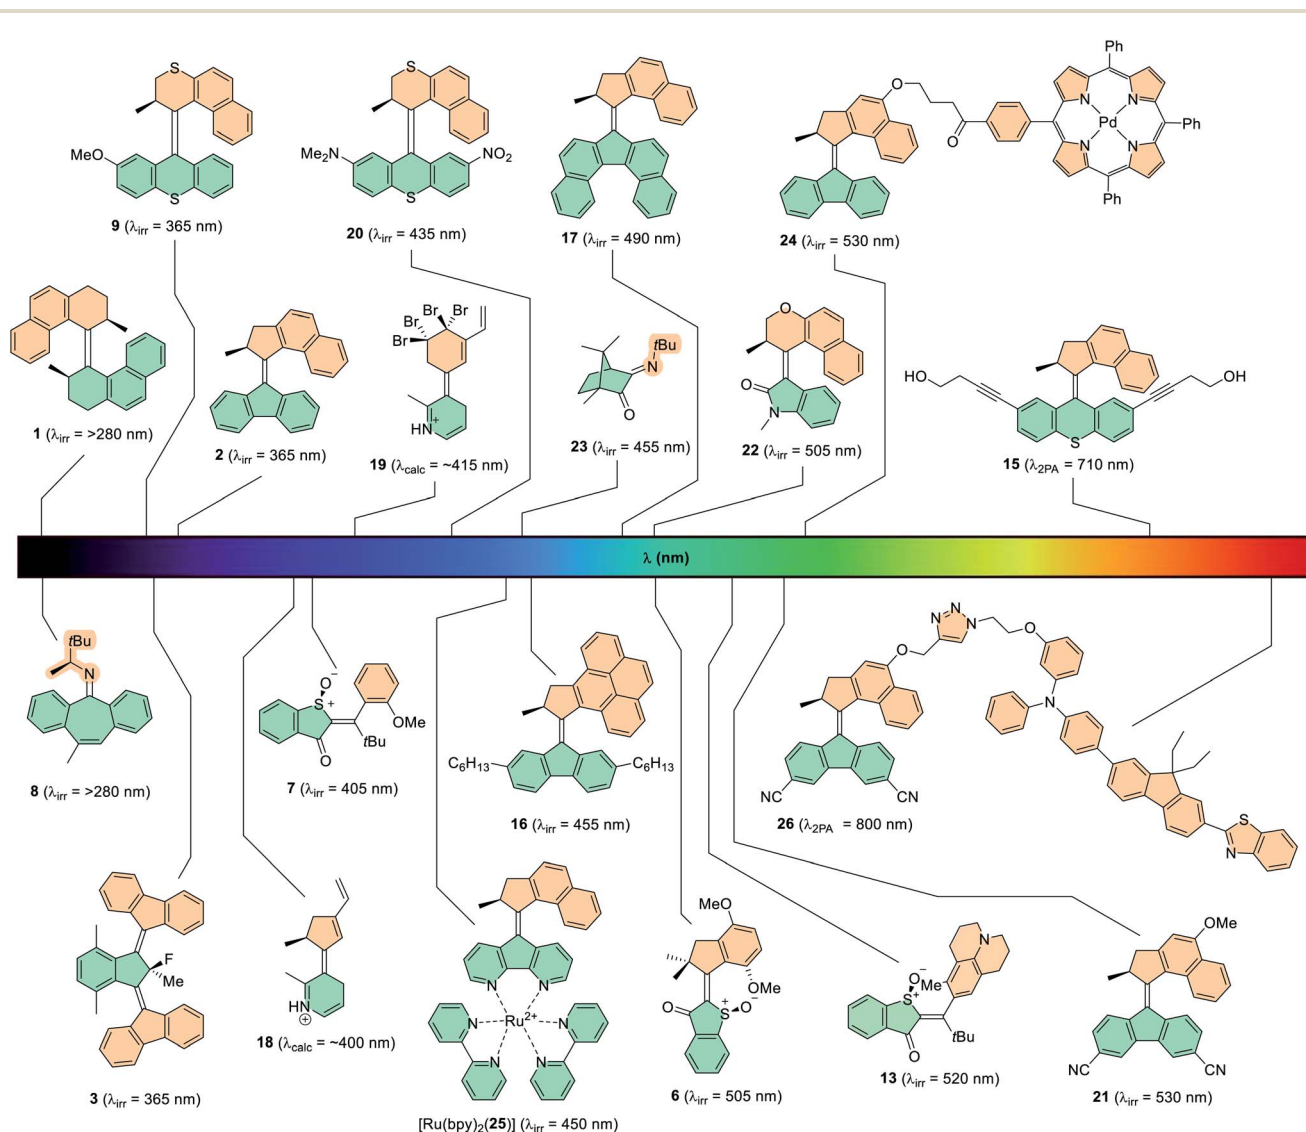 S
MeO
S
9 (λirr = 365 nm)
S
Me2N
NO2
S
20 (λirr = 435 nm)
17 (λirr = 490 nm)
O
O
Ph
N
N
Pd
N
N
Ph
Ph
24 (λirr = 530 nm)
1 (λirr = >280 nm)
2 (λirr = 365 nm)
Br
Br
Br
Br
HN
+
19 (λcalc = ~415 nm)
tBu
N
O
23 (λirr = 455 nm)
O
O
N
22 (λirr = 505 nm)
HO
OH
S
15 (λ2PA = 710 nm)
λ (nm)
tBu
N
8 (λirr = >280 nm)
O−
S
+
OMe
tBu
O
7 (λirr = 405 nm)
C6H13
C6H13
16 (λirr = 455 nm)
N
N
N
O
O
N
NC
CN
S
N
26 (λ2PA = 800 nm)
F
Me
3 (λirr = 365 nm)
HN
+
18 (λcalc = ~400 nm)
N
N
N
Ru2+
N
N
N
[Ru(bpy)2(25)] (λirr = 450 nm)
MeO
OMe
O
+
S
O−
6 (λirr = 505 nm)
N
O−
Me
S
+
tBu
O
13 (λirr = 520 nm)
OMe
NC
CN
21 (λirr = 530 nm)